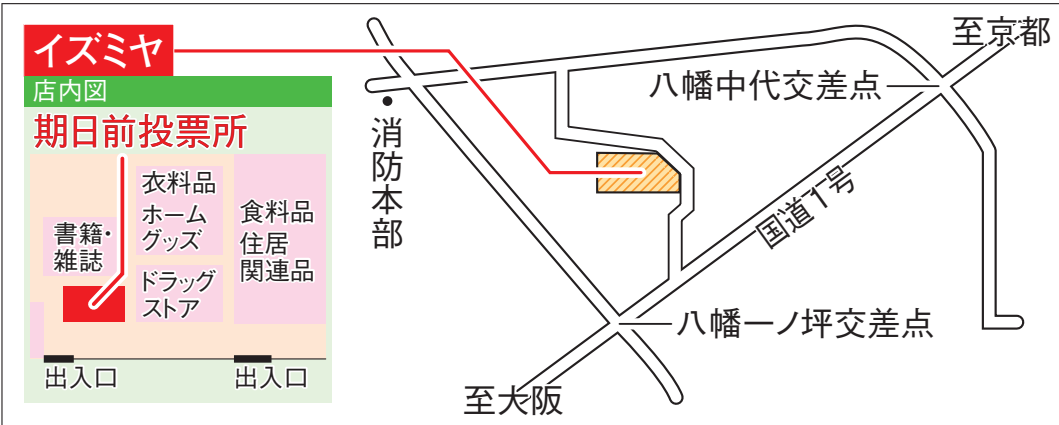 イズミヤ
店内図
期日前投票所
衣料品
ホーム
グッズ
書籍・
雑誌
ドラッグ
ストア
食料品
住居
関連品
出入口
出入口
消防本部
至京都
八幡中代交差点
国道1号
八幡一ノ坪交差点
至大阪